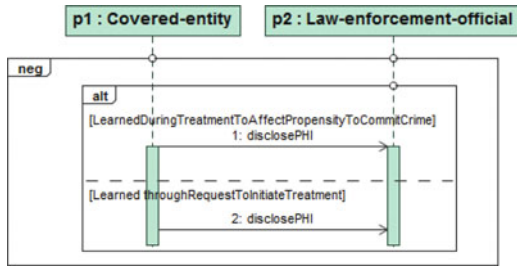 p1 : Covered-entity
p2 : Law-enforcement-official
neg
alt
[LearnedDuringTreatmentToAffectPropensityToCommitCrime]
1: disclosePHI
[Learned throughRequestToInitiateTreatment]
2: disclosePHI